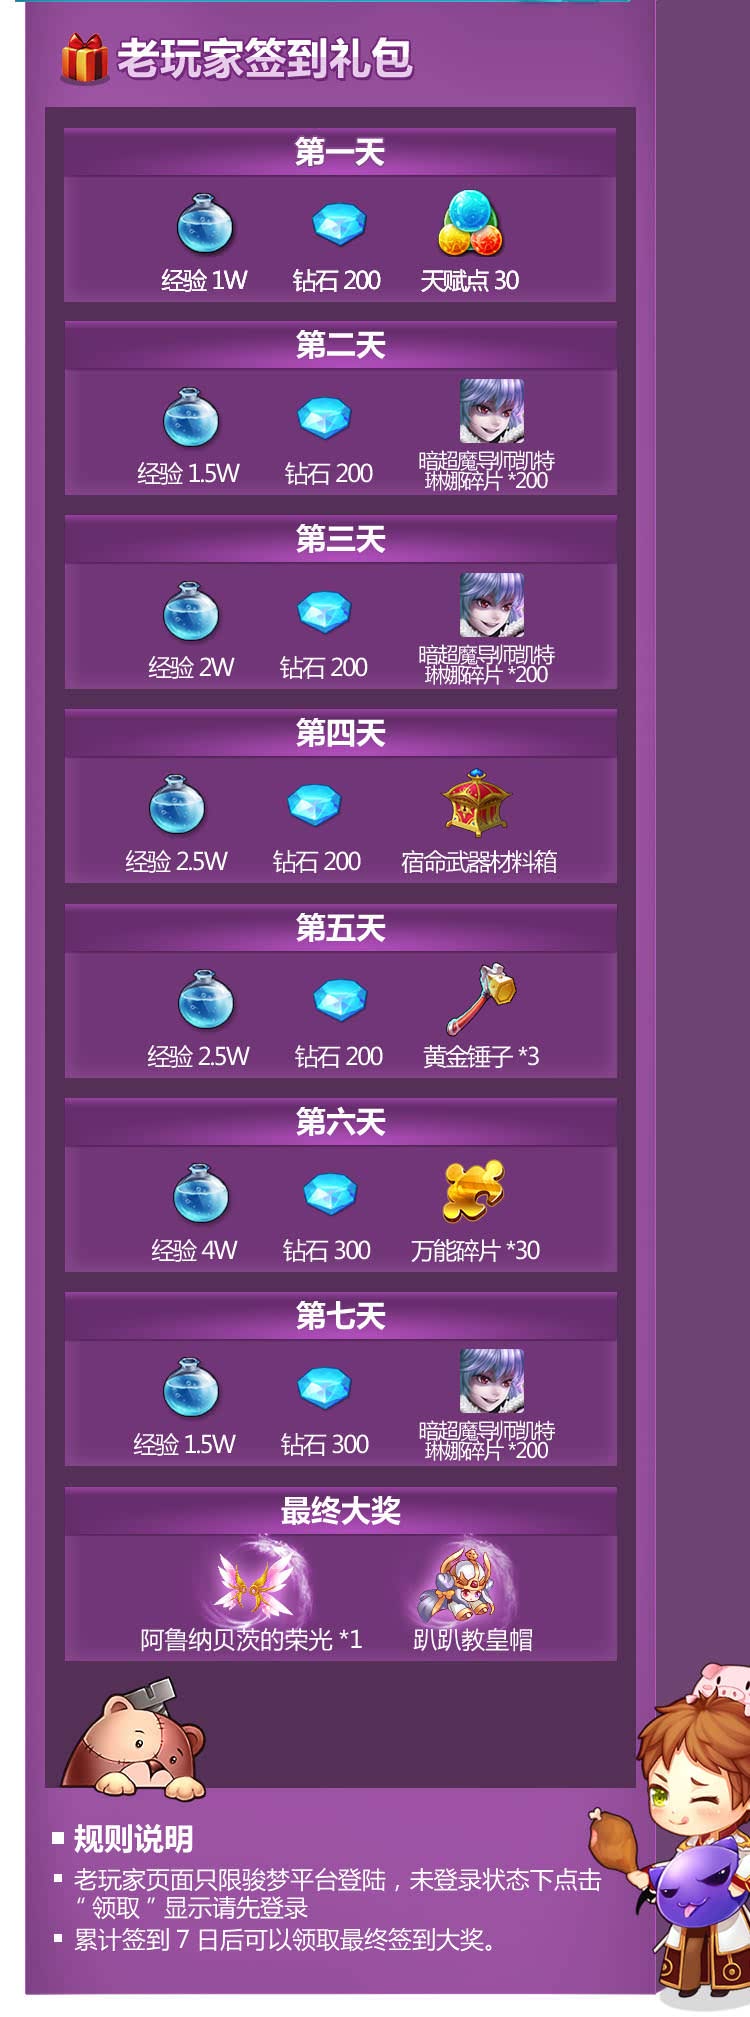 老玩家签到礼包
第一天
经验 1W 钻石 200 天赋点 30
第二天
经验 1.5W 钻石 200 暗超魔导师凯特
琳娜碎片 *200
第三天
经验 2W 钻石 200 暗超魔导师凯特
琳娜碎片 *200
第四天
经验 2.5W 钻石 200 宿命武器材料箱
第五天
经验 2.5W 钻石 200 黄金锤子 *3
第六天
经验 4W 钻石 300 万能碎片 *30
第七天
经验 1.5W 钻石 300 暗超魔导师凯特
琳娜碎片 *200
最终大奖
阿鲁纳贝茨的荣光 *1 趴趴教皇帽
规则说明
老玩家页面只限骏梦平台登陆，未登录状态下点击
“ 领取 ” 显示请先登录
累计签到 7 日后可以领取最终签到大奖。